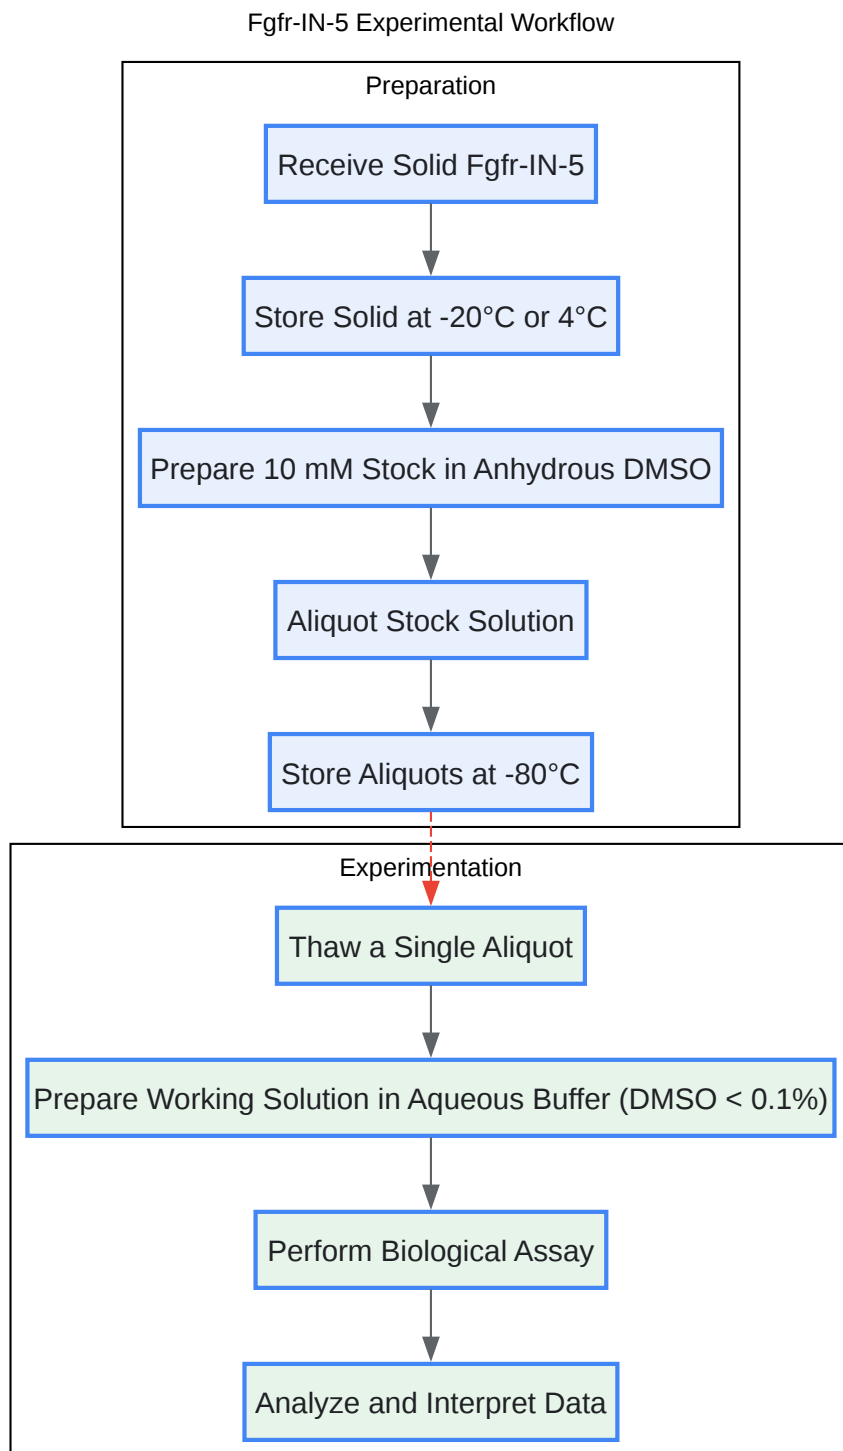 Fgfr-IN-5 Experimental Workflow
Preparation
Receive Solid Fgfr-IN-5
Store Solid at -20°C or 4°C
Prepare 10 mM Stock in Anhydrous DMSO
Aliquot Stock Solution
Store Aliquots at -80°C
Experimentation
Thaw a Single Aliquot
Prepare Working Solution in Aqueous Buffer (DMSO < 0.1%)
Perform Biological Assay
Analyze and Interpret Data